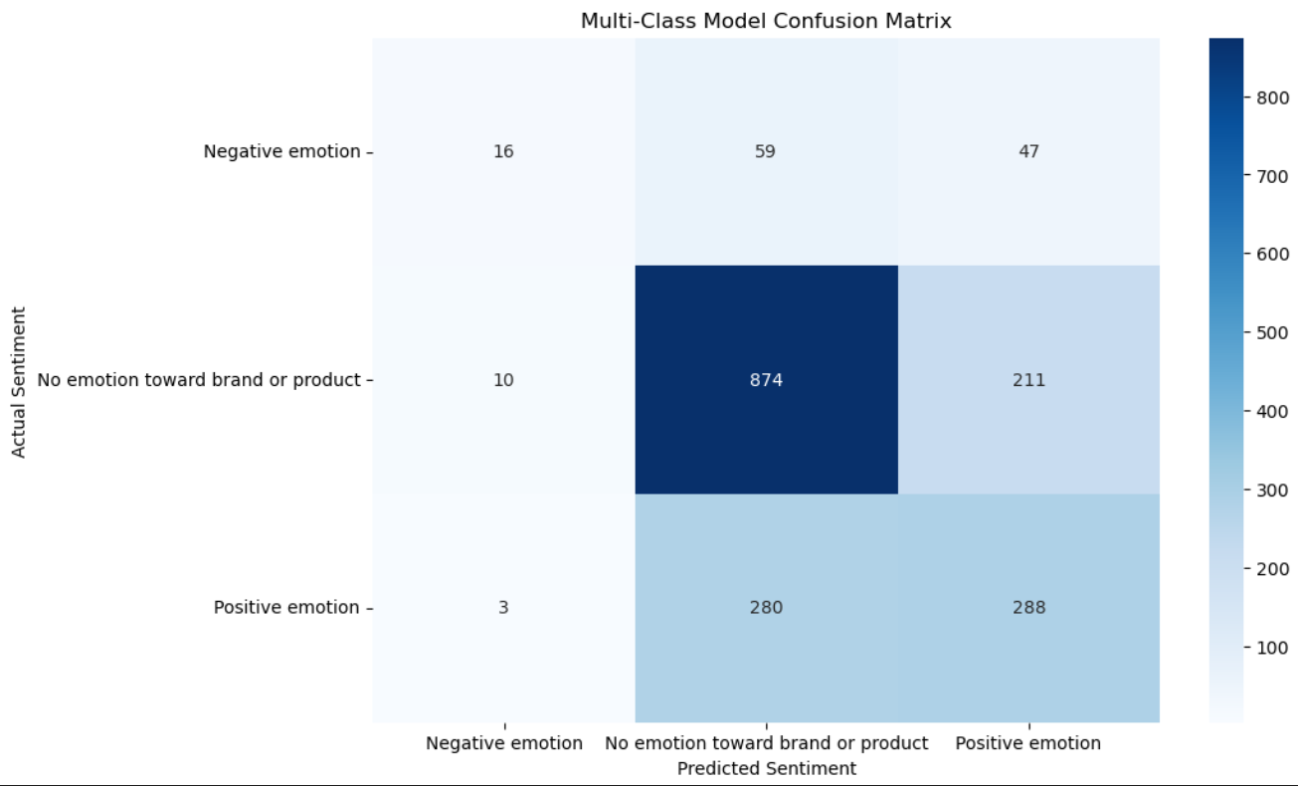 Multi-Class Model Confusion Matrix
800
Negative emotion
16
59
47
700
600
500
Actual Sentiment
No emotion toward brand or product
10
874
211
400
300
Positive emotion
3
280
288
200
100
Negative emotion
No emotion toward brand or product
Positive emotion
Predicted Sentiment